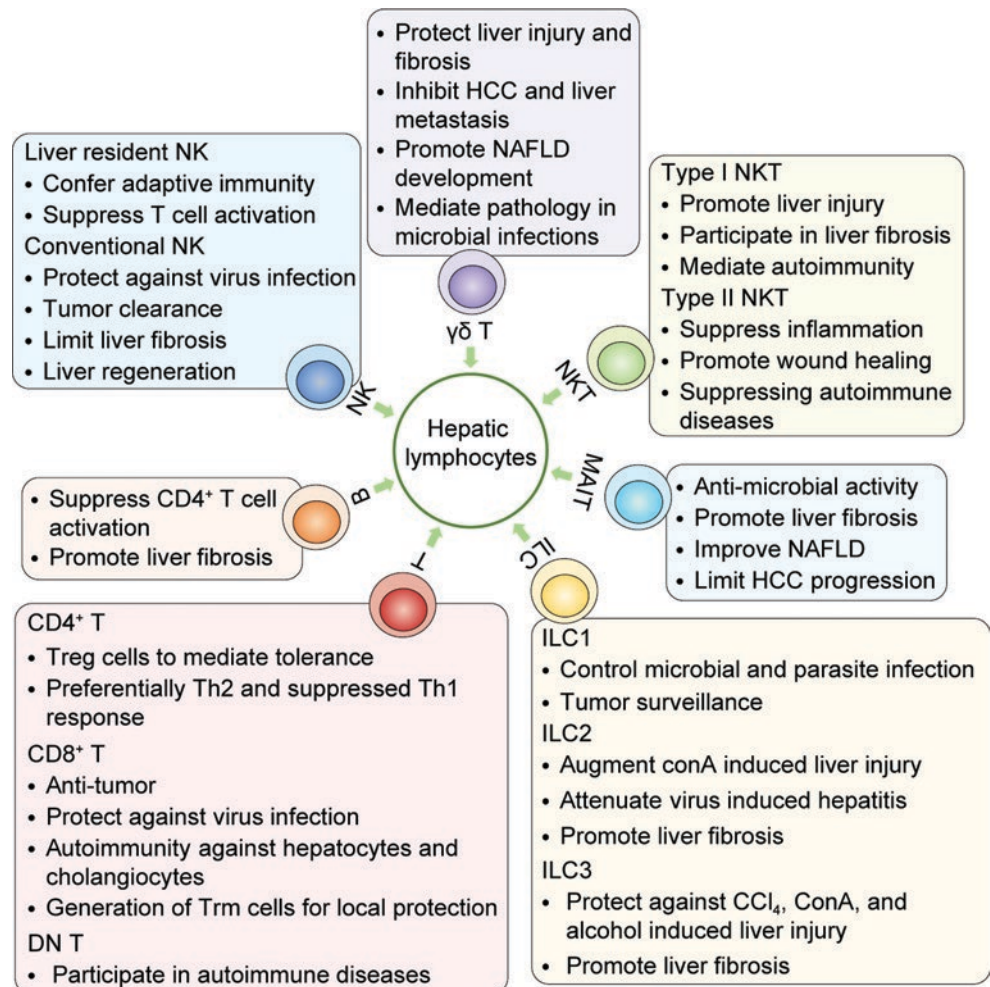 • Protect liver injury and
fibrosis
• Inhibit HCC and liver
metastasis
• Promote NAFLD
development
• Mediate pathology in
microbial infections
γδ T
Liver resident NK
• Confer adaptive immunity
• Suppress T cell activation
Conventional NK
• Protect against virus infection
• Tumor clearance
• Limit liver fibrosis
• Liver regeneration
NK
Type I NKT
• Promote liver injury
• Participate in liver fibrosis
• Mediate autoimmunity
Type II NKT
• Suppress inflammation
• Promote wound healing
• Suppressing autoimmune
diseases
NKT
Hepatic
lymphocytes
• Suppress CD4⁺ T cell
activation
• Promote liver fibrosis
B
MAIT
• Anti-microbial activity
• Promote liver fibrosis
• Improve NAFLD
• Limit HCC progression
T
CD4⁺ T
• Treg cells to mediate tolerance
• Preferentially Th2 and suppressed Th1
response
CD8⁺ T
• Anti-tumor
• Protect against virus infection
• Autoimmunity against hepatocytes and
cholangiocytes
• Generation of Trm cells for local protection
DN T
• Participate in autoimmune diseases
ILC
ILC1
• Control microbial and parasite infection
• Tumor surveillance
ILC2
• Augment conA induced liver injury
• Attenuate virus induced hepatitis
• Promote liver fibrosis
ILC3
• Protect against CCl₄, ConA, and
alcohol induced liver injury
• Promote liver fibrosis